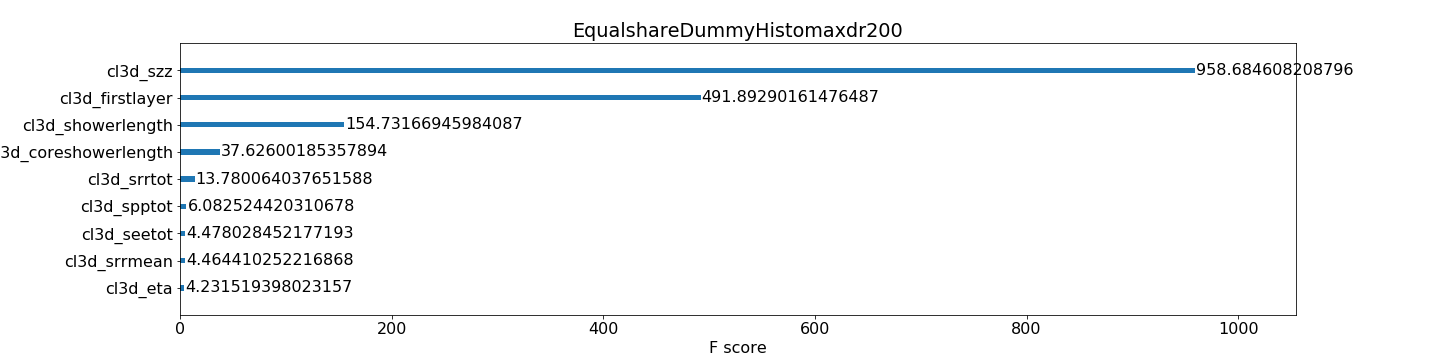 EqualshareDummyHistomaxdr200
cl3d_szz 958.684608208796
cl3d_firstlayer 491.89290161476487
cl3d_showerlength 154.73166945984087
3d_coreshowerlength 37.62600185357894
cl3d_srrtot 13.780064037651588
cl3d_spptot 6.082524420310678
cl3d_seetot 4.478028452177193
cl3d_srrmean 4.464410252216868
cl3d_eta 4.231519398023157
0 200 400 600 800 1000
F score